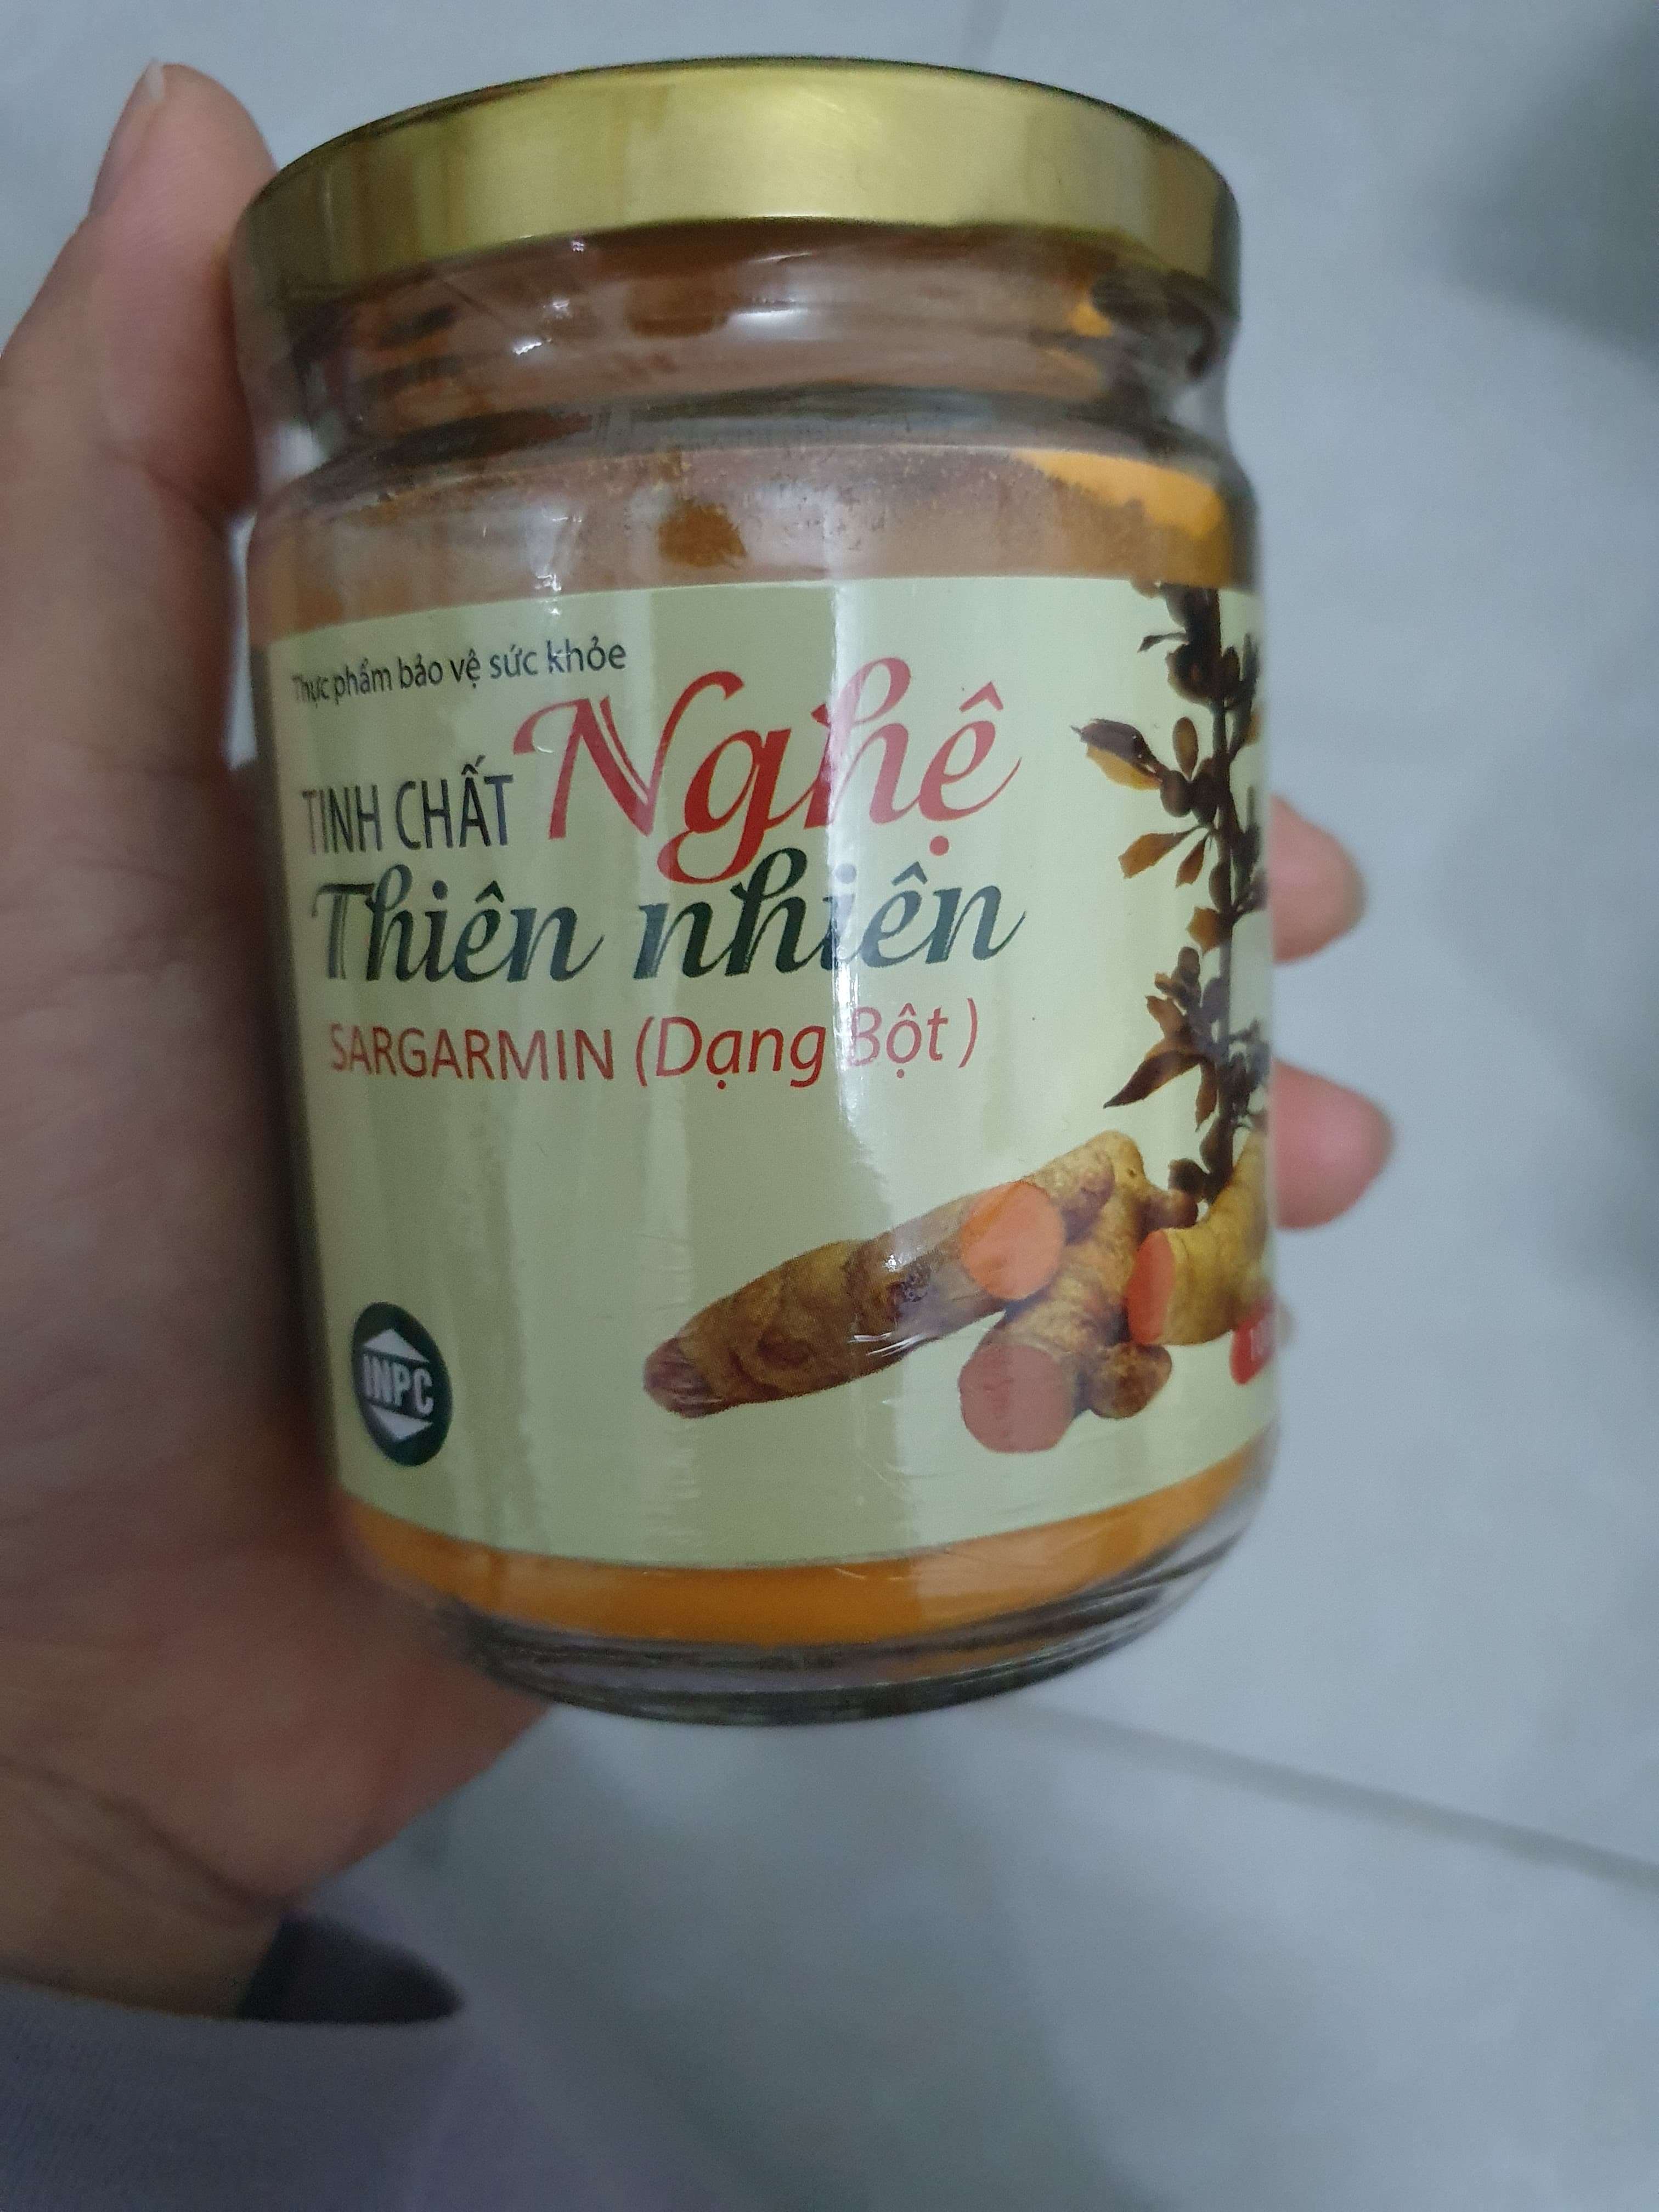 Thực phẩm bảo vệ sức khỏe
TINH CHẤT Nghệ
Thiên nhiên
SARGARMIN (Dạng Bột)
INPC